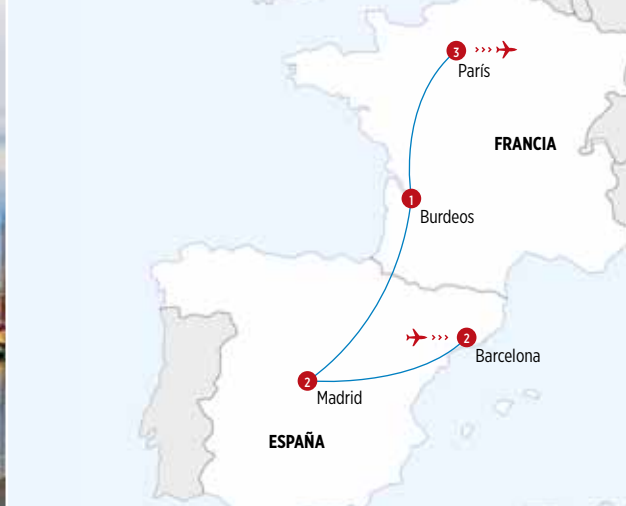 3
París
FRANCIA
1
Burdeos
2
Barcelona
2
Madrid
ESPAÑA